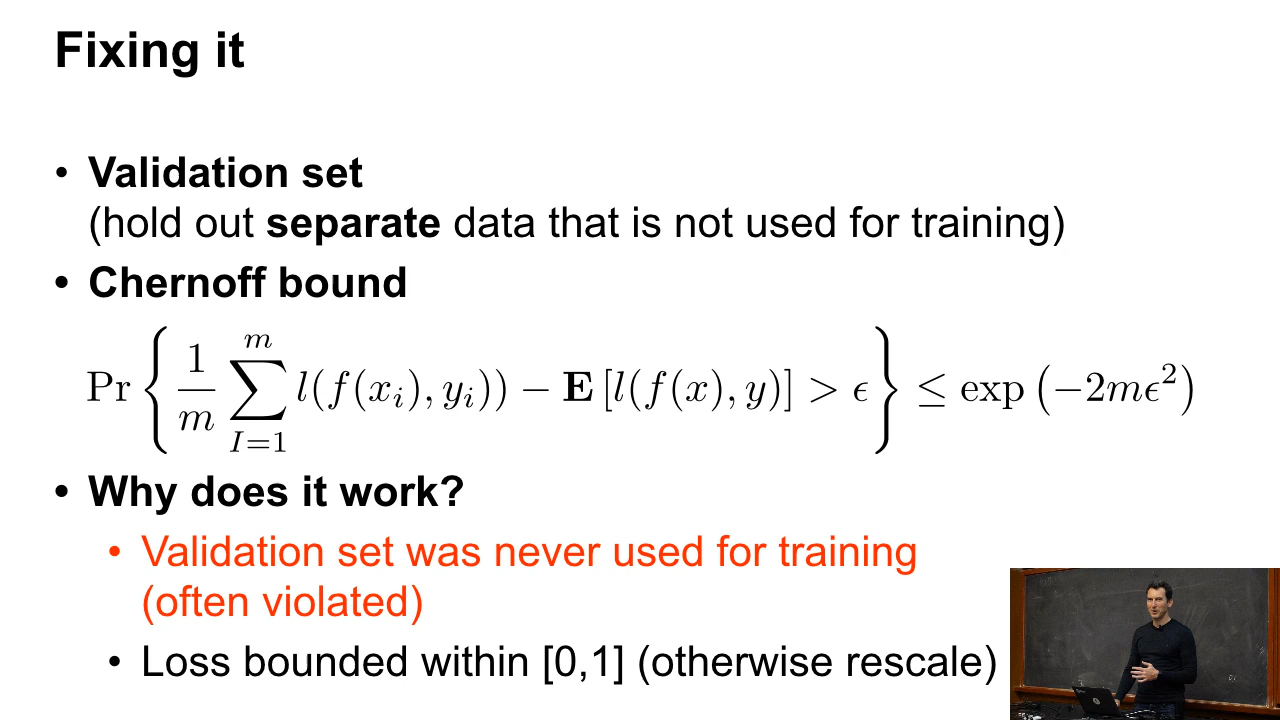 Fixing it
• Validation set
(hold out separate data that is not used for training)
• Chernoff bound
Pr { 1/m ∑_{I=1}^{m} l(f(x_i), y_i)) − E [l(f(x), y)] > ϵ } ≤ exp (−2mϵ²)
• Why does it work?
• Validation set was never used for training
(often violated)
• Loss bounded within [0,1] (otherwise rescale)